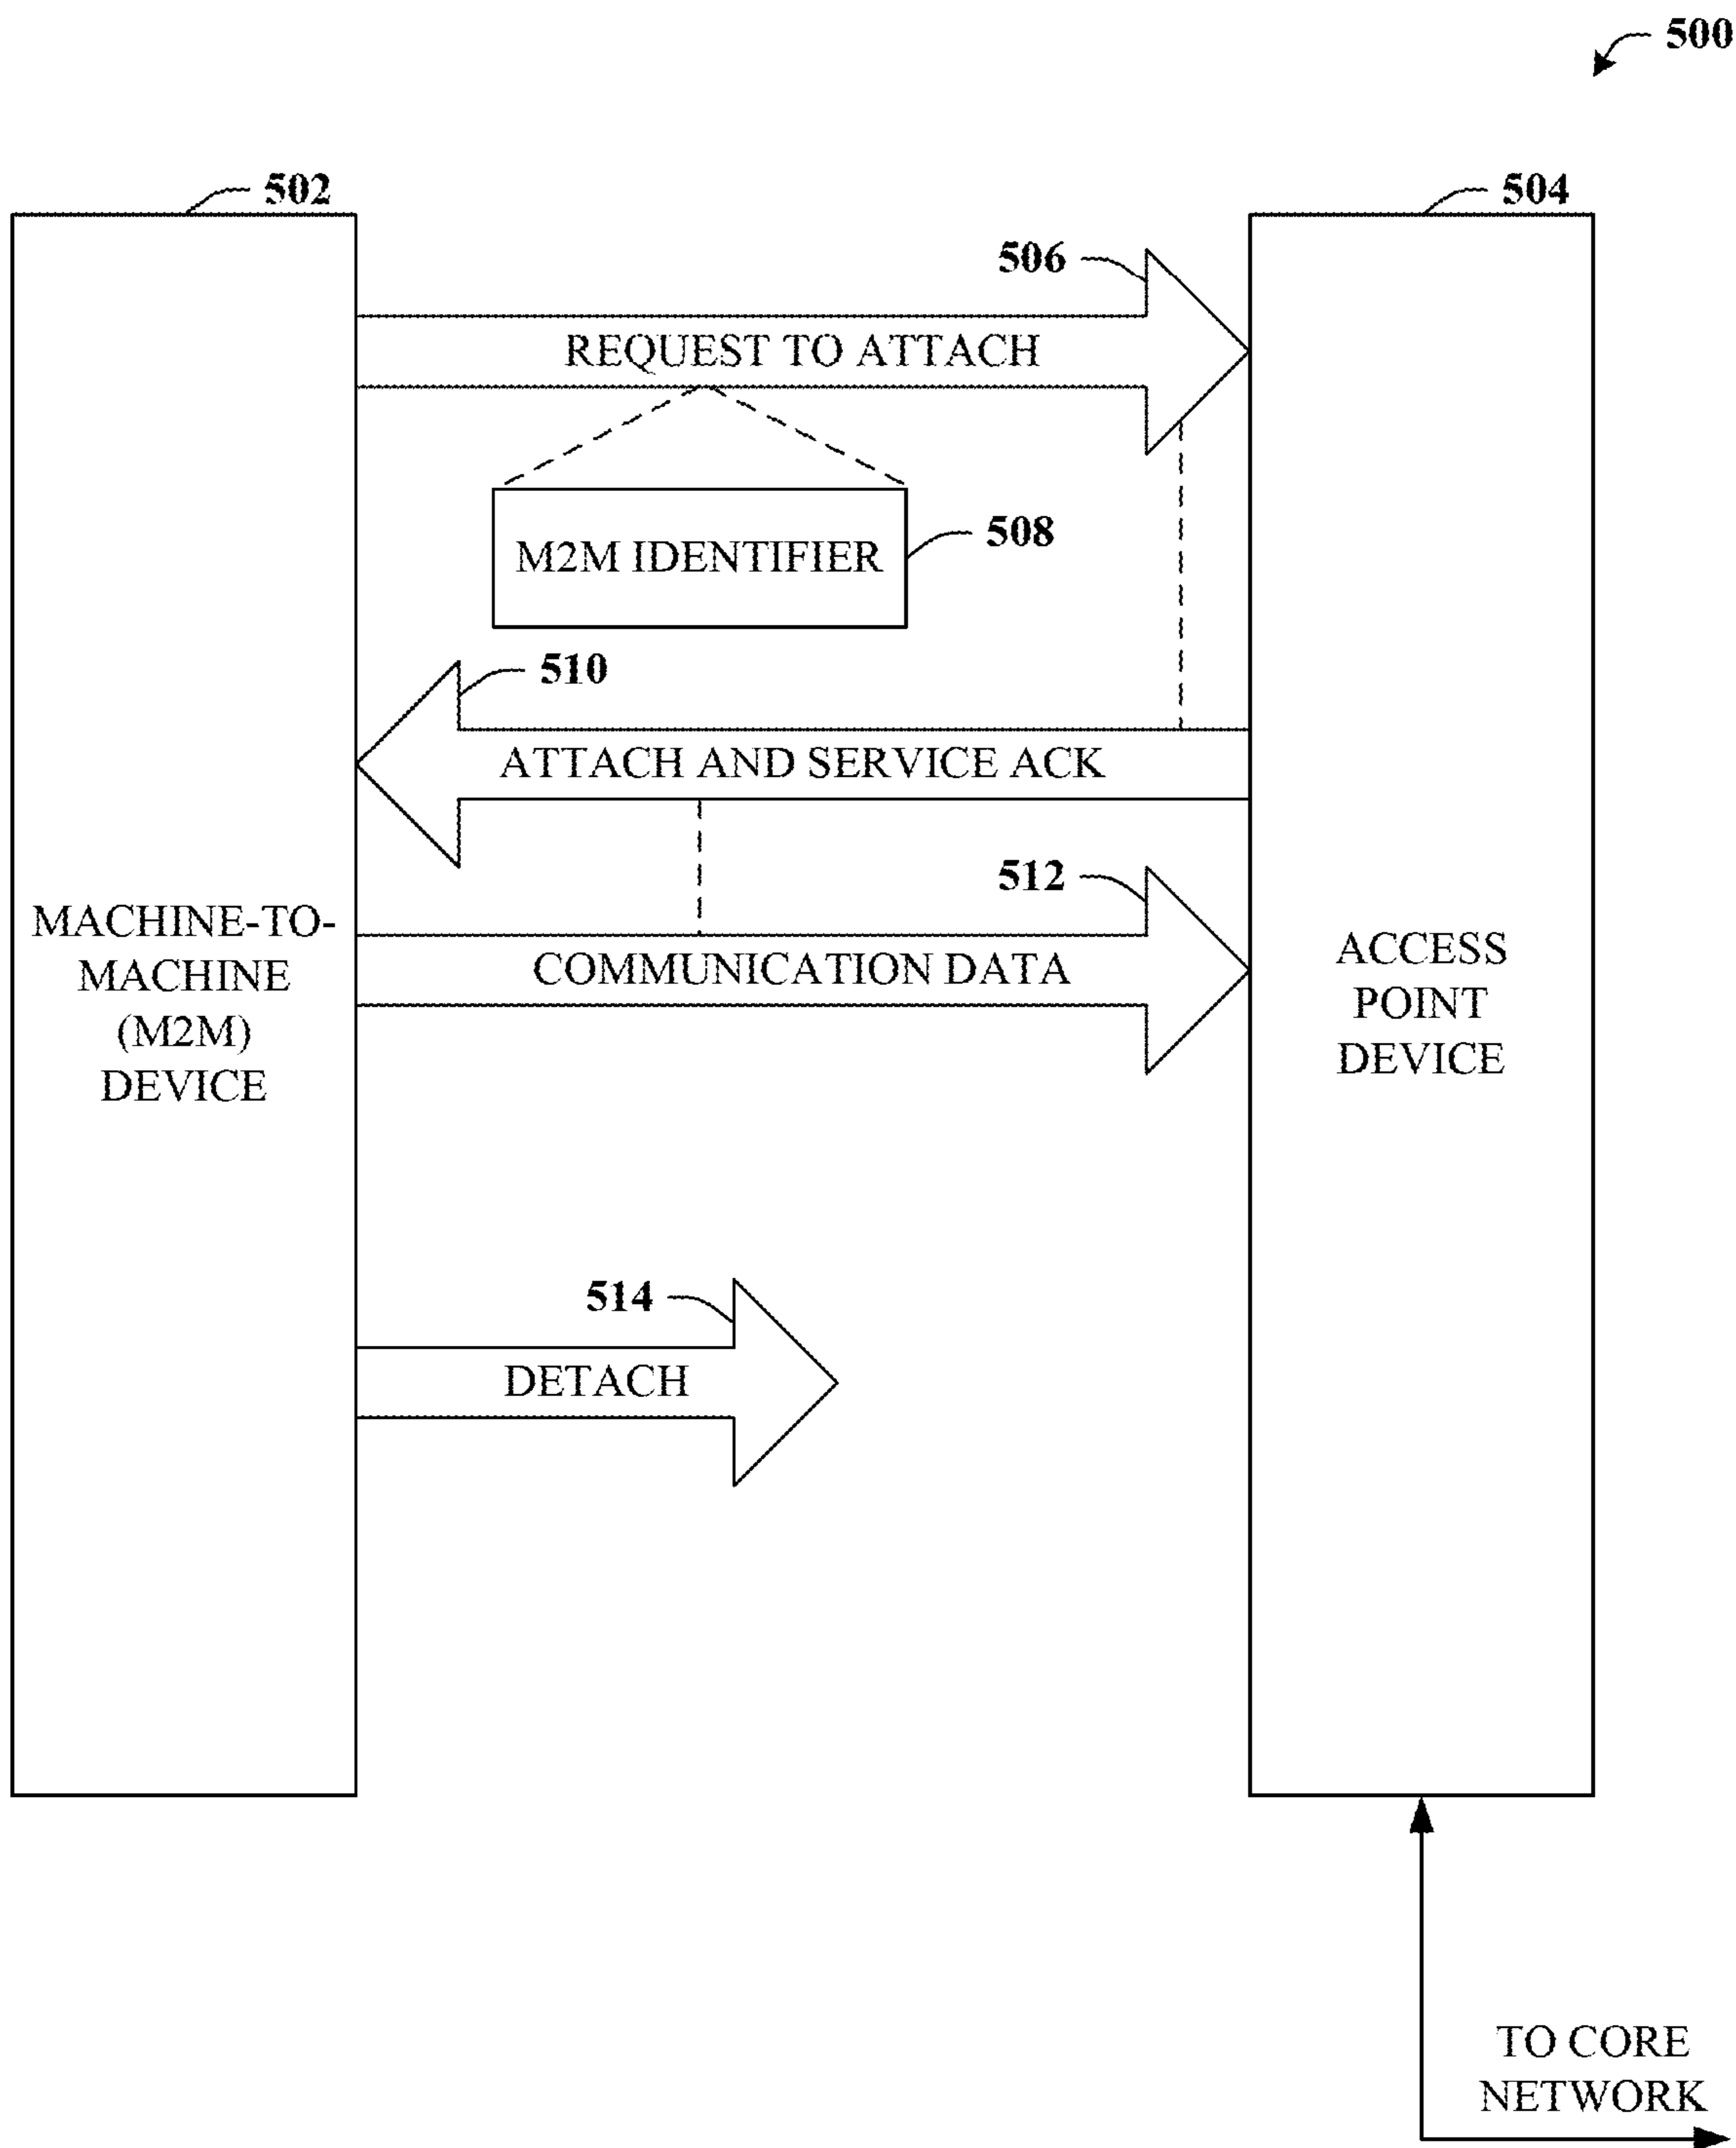 500
502
504
506
REQUEST TO ATTACH
M2M IDENTIFIER
508
510
ATTACH AND SERVICE ACK
512
COMMUNICATION DATA
MACHINE-TO-
MACHINE
(M2M)
DEVICE
ACCESS
POINT
DEVICE
514
DETACH
TO CORE
NETWORK